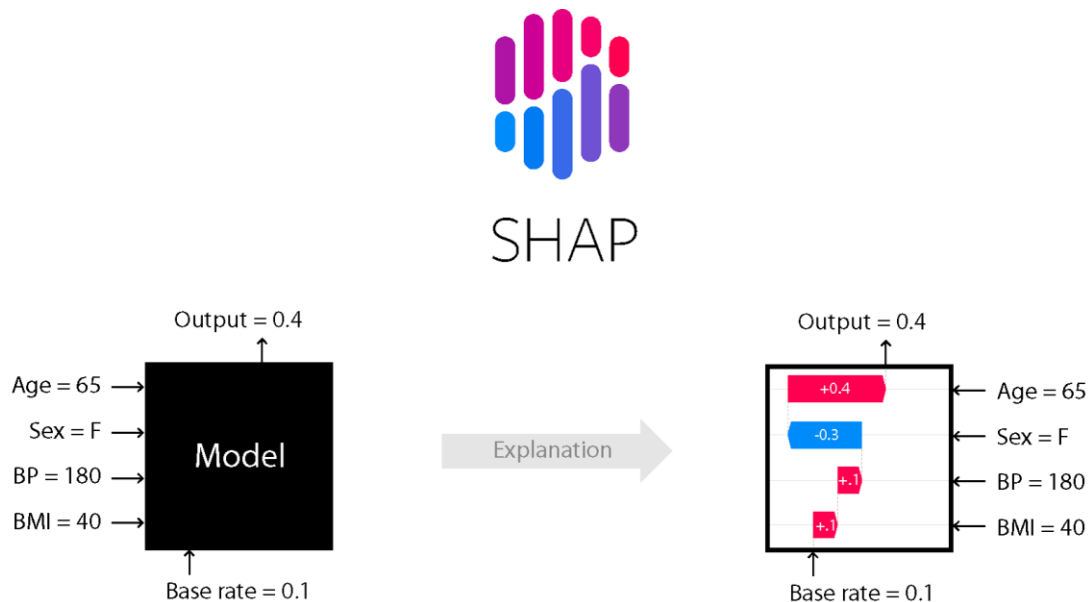 SHAP
Output = 0.4
Age = 65
Sex = F
BP = 180
BMI = 40
Model
Base rate = 0.1
Explanation
Output = 0.4
+0.4
Age = 65
-0.3
Sex = F
+.1
BP = 180
+.1
BMI = 40
Base rate = 0.1